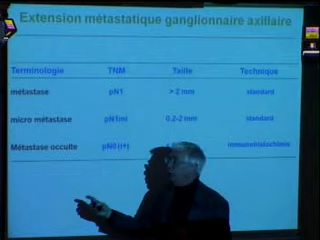 Extension métastatique ganglionnaire axillaire
Terminologie TNM Taille Technique
métastase pN1 > 2 mm standard
micro métastase pN1mi 0.2-2 mm standard
Métastase occulte pN0 (i+) immunohistochimie